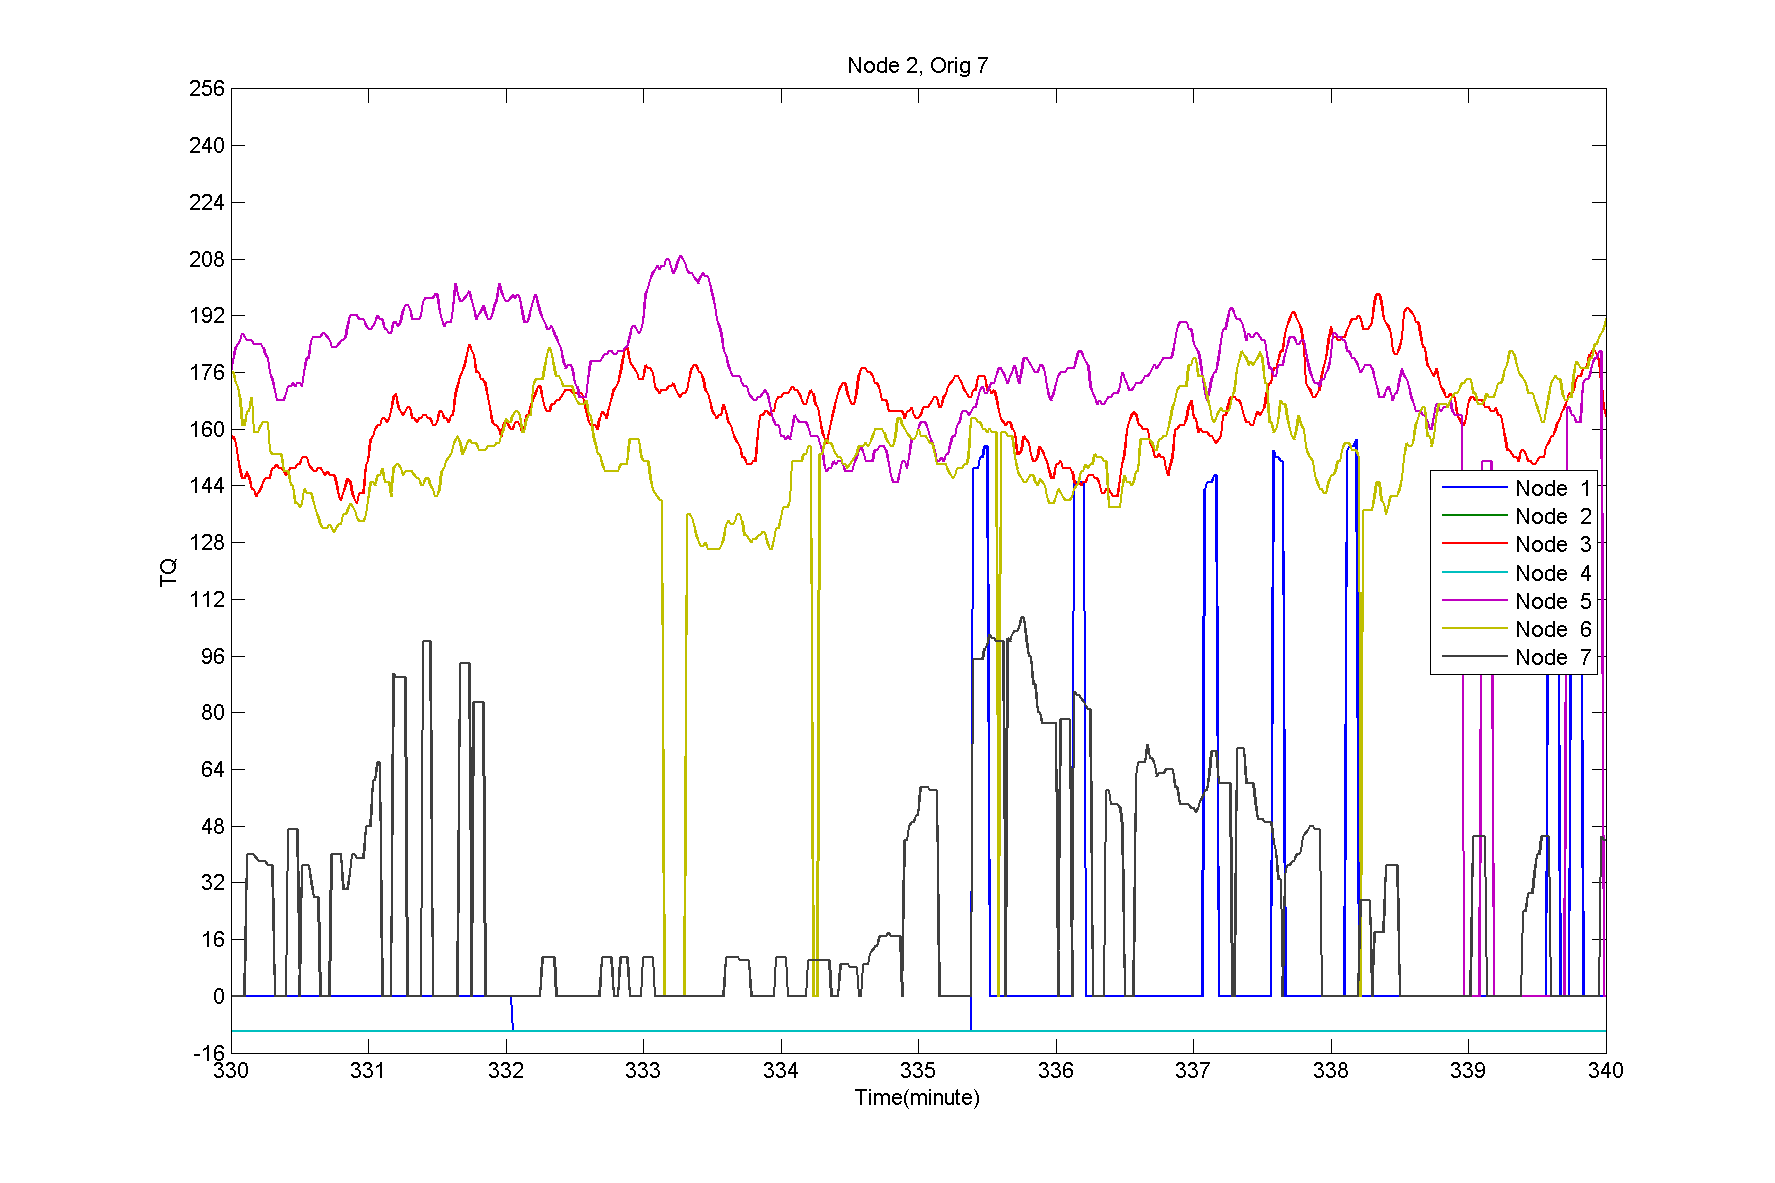 Node 2, Orig 7
256
240
224
208
192
176
160
144
128
112
96
80
64
48
32
16
0
-16
TQ
Node 1
Node 2
Node 3
Node 4
Node 5
Node 6
Node 7
330 331 332 333 334 335 336 337 338 339 340
Time(minute)